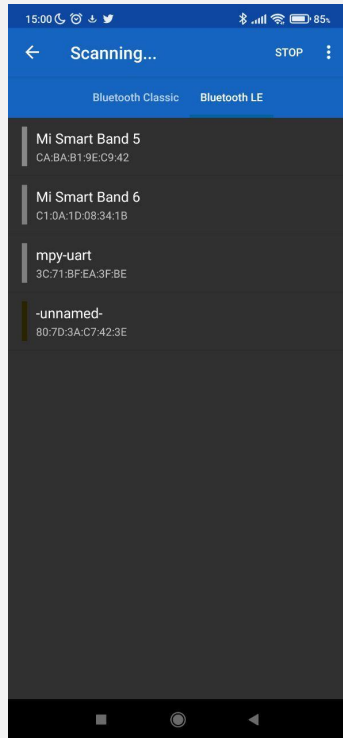 15:00
85%
Scanning...
STOP
Bluetooth Classic
Bluetooth LE
Mi Smart Band 5
CA:BA:B1:9E:C9:42
Mi Smart Band 6
C1:0A:1D:08:34:1B
mpy-uart
3C:71:BF:EA:3F:BE
-unnamed-
80:7D:3A:C7:42:3E